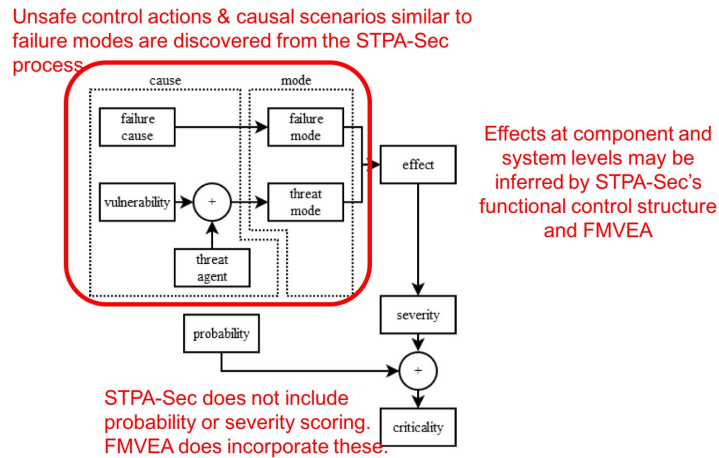 Unsafe control actions & causal scenarios similar to
failure modes are discovered from the STPA-Sec
process
cause
mode
failure
cause
failure
mode
vulnerability
+
threat
mode
threat
agent
effect
Effects at component and
system levels may be
inferred by STPA-Sec's
functional control structure
and FMVEA
severity
probability
+
criticality
STPA-Sec does not include
probability or severity scoring.
FMVEA does incorporate these.